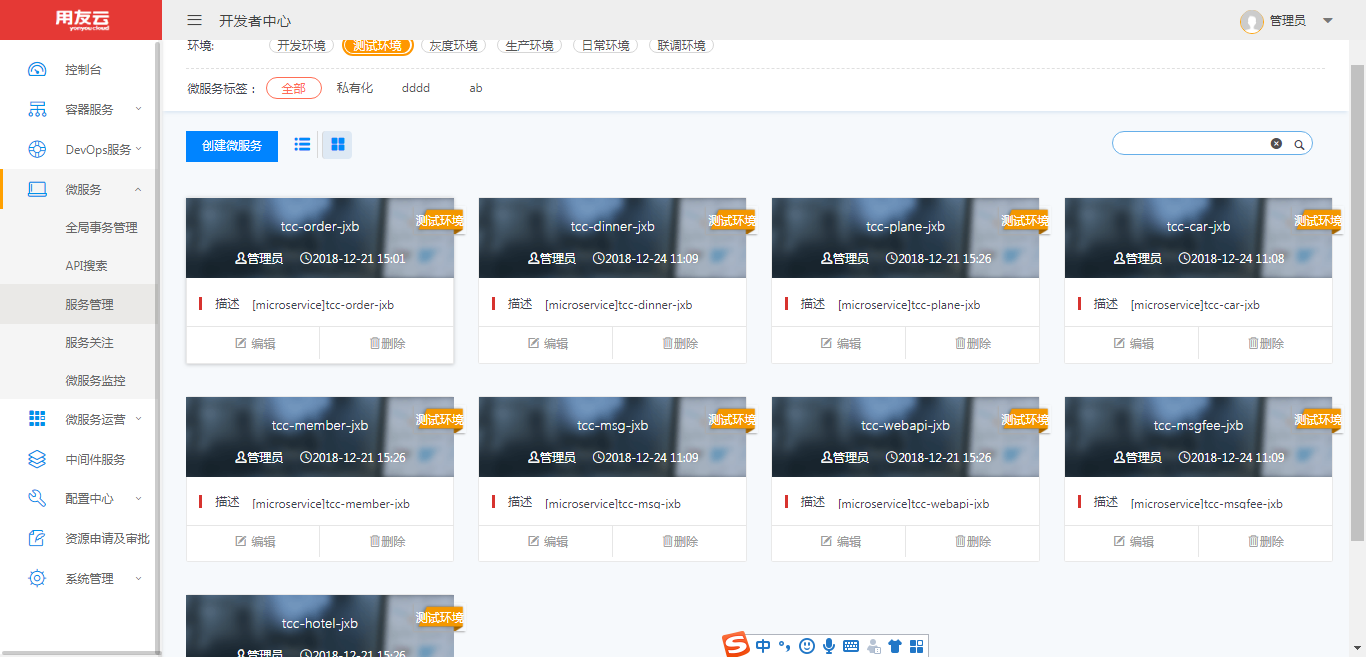 用友云
yonyou cloud
开发者中心
管理员
控制台
容器服务
DevOps服务
微服务
全局事务管理
API搜索
服务管理
服务关注
微服务监控
微服务运营
中间件服务
配置中心
资源申请及审批
系统管理
环境: 开发环境 测试环境 灰度环境 生产环境 日常环境 联调环境
微服务标签： 全部 私有化 dddd ab
创建微服务
测试环境
tcc-order-jxb
管理员 2018-12-21 15:01
描述 [microservice]tcc-order-jxb
编辑 删除
测试环境
tcc-dinner-jxb
管理员 2018-12-24 11:09
描述 [microservice]tcc-dinner-jxb
编辑 删除
测试环境
tcc-plane-jxb
管理员 2018-12-21 15:26
描述 [microservice]tcc-plane-jxb
编辑 删除
测试环境
tcc-car-jxb
管理员 2018-12-24 11:08
描述 [microservice]tcc-car-jxb
编辑 删除
测试环境
tcc-member-jxb
管理员 2018-12-21 15:26
描述 [microservice]tcc-member-jxb
编辑 删除
测试环境
tcc-msg-jxb
管理员 2018-12-24 11:09
描述 [microservice]tcc-msg-jxb
编辑 删除
测试环境
tcc-webapi-jxb
管理员 2018-12-21 15:26
描述 [microservice]tcc-webapi-jxb
编辑 删除
测试环境
tcc-msgfee-jxb
管理员 2018-12-24 11:09
描述 [microservice]tcc-msgfee-jxb
编辑 删除
测试环境
tcc-hotel-jxb
管理员 2018-12-21 15:26
S 中